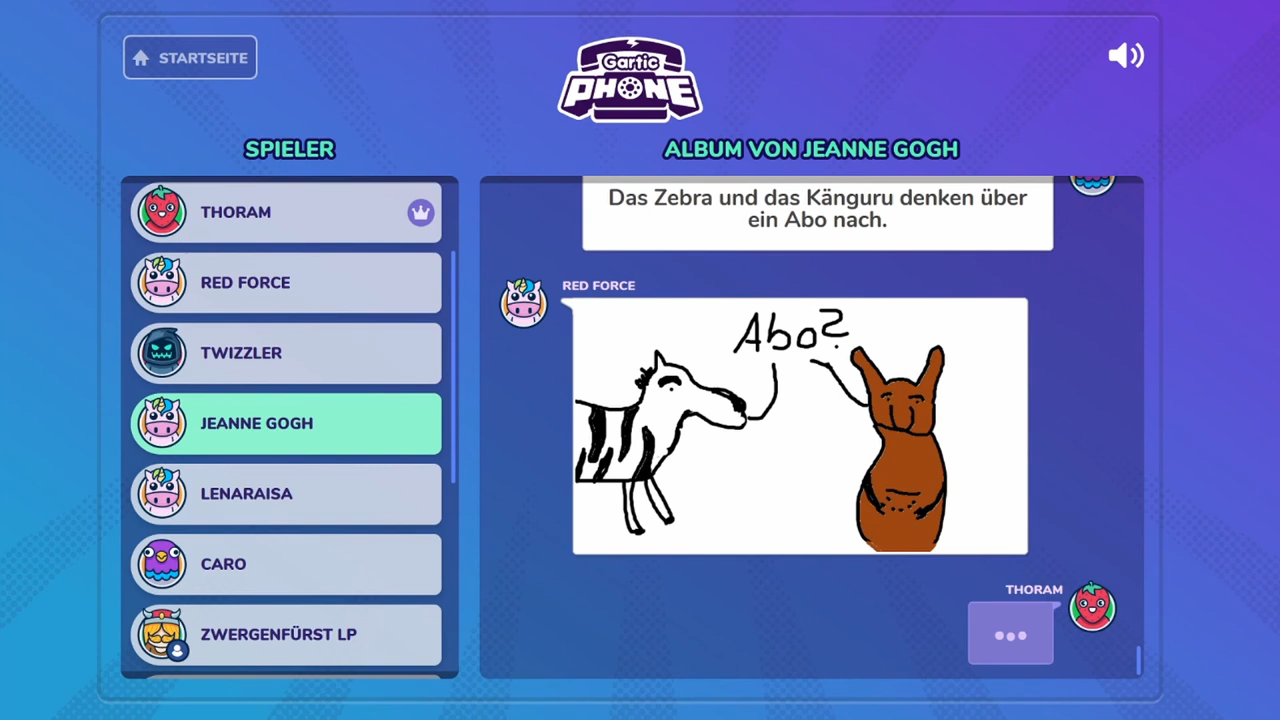 STARTSEITE
Gartic
PHONE
SPIELER
ALBUM VON JEANNE GOGH
THORAM
RED FORCE
TWIZZLER
JEANNE GOGH
LENARAISA
CARO
ZWERGENFÜRST LP
Das Zebra und das Känguru denken über
ein Abo nach.
RED FORCE
Abo?
THORAM